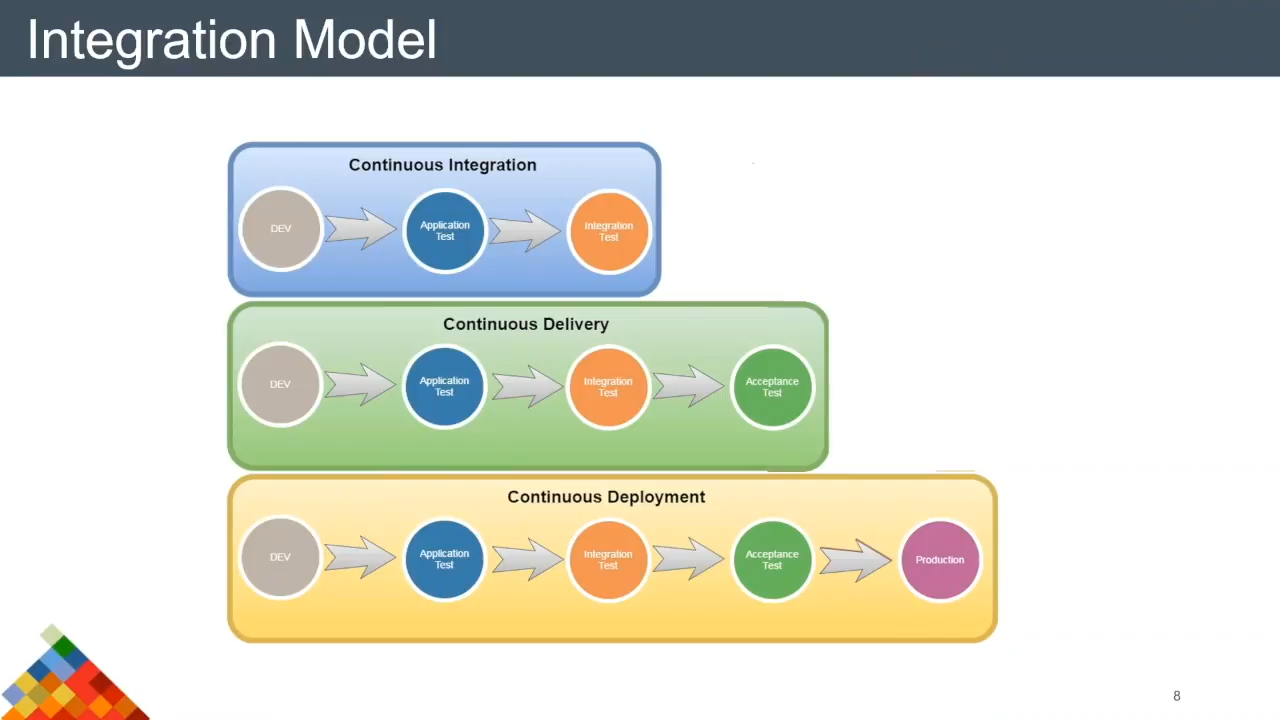 Integration Model
Continuous Integration
DEV
Application
Test
Integration
Test
Continuous Delivery
DEV
Application
Test
Integration
Test
Acceptance
Test
Continuous Deployment
DEV
Application
Test
Integration
Test
Acceptance
Test
Production
8